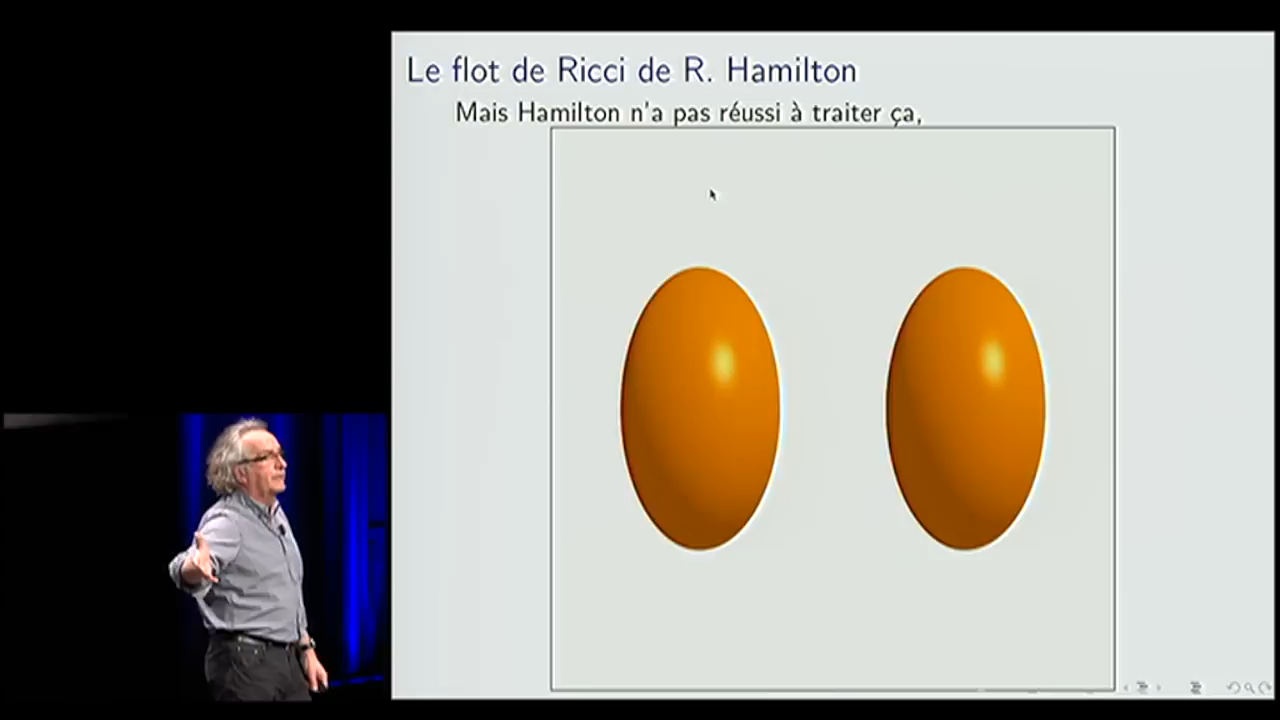 Le flot de Ricci de R. Hamilton
Mais Hamilton n'a pas réussi à traiter ça,